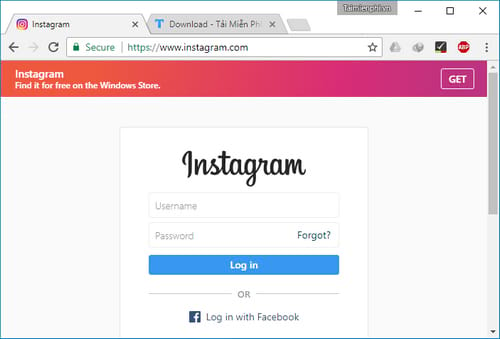 Taimienphi.vn
Instagram
Download - Tải Miễn Ph
Secure
https://www.instagram.com
ABP
Instagram
Find it for free on the Windows Store.
GET
Instagram
Username
Password
Forgot?
Log in
OR
Log in with Facebook